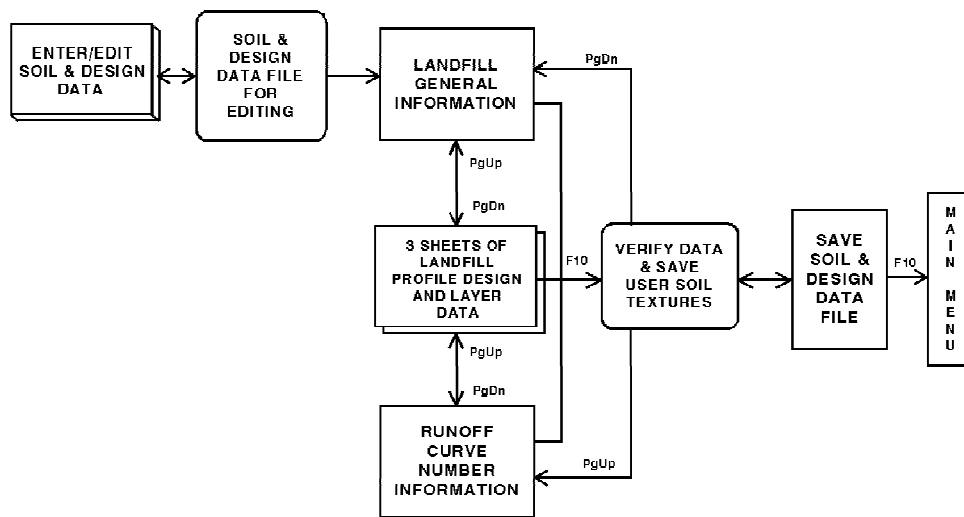 ENTER/EDIT
SOIL & DESIGN
DATA
SOIL &
DESIGN
DATA FILE
FOR
EDITING
LANDFILL
GENERAL
INFORMATION
PgDn
PgUp
PgDn
3 SHEETS OF
LANDFILL
PROFILE DESIGN
AND LAYER
DATA
F10
VERIFY DATA
& SAVE
USER SOIL
TEXTURES
SAVE
SOIL &
DESIGN
DATA
FILE
F10
MAIN MENU
PgUp
PgDn
RUNOFF
CURVE
NUMBER
INFORMATION
PgUp